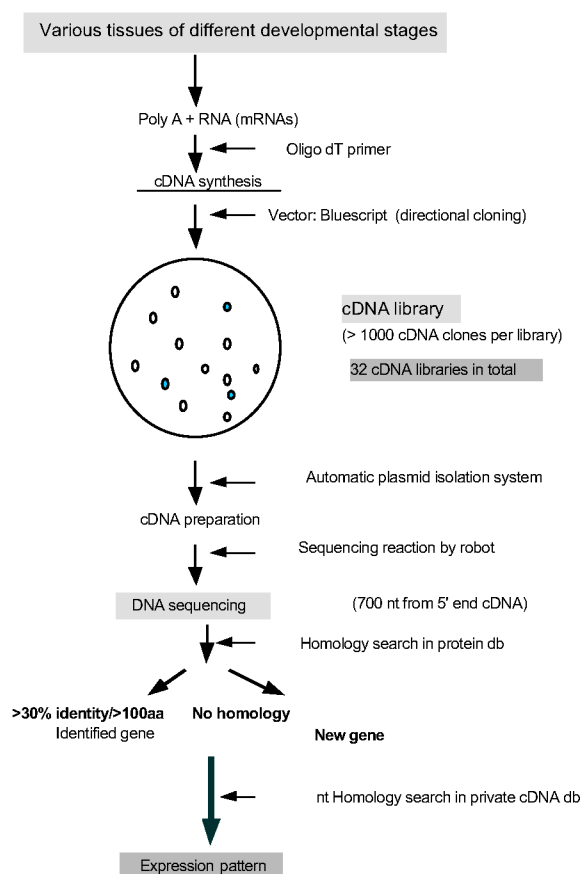 Various tissues of different developmental stages
Poly A + RNA (mRNAs)
Oligo dT primer
cDNA synthesis
Vector: Bluescript (directional cloning)
cDNA library
(> 1000 cDNA clones per library)
32 cDNA libraries in total
Automatic plasmid isolation system
cDNA preparation
Sequencing reaction by robot
DNA sequencing (700 nt from 5' end cDNA)
Homology search in protein db
>30% identity/>100aa No homology
Identified gene
New gene
nt Homology search in private cDNA db
Expression pattern